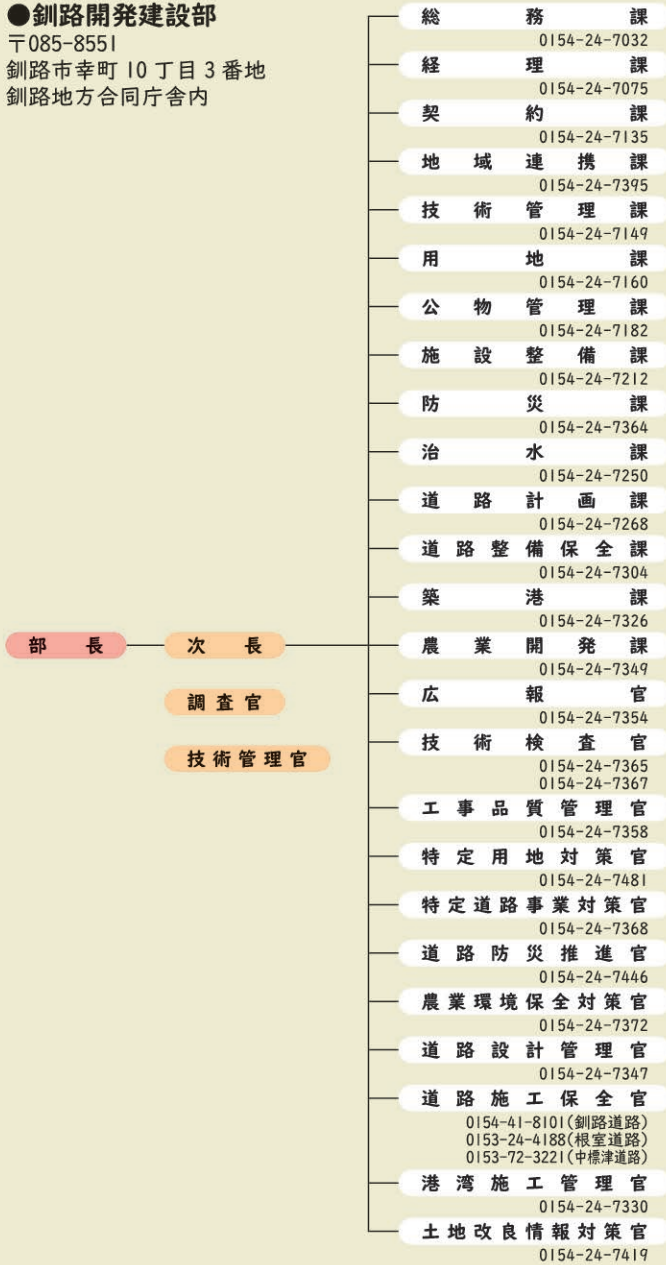 ●釧路開発建設部
〒085-8551
釧路市幸町10丁目3番地
釧路地方合同庁舎内
部長
次長
調査官
技術管理官
総務課
0154-24-7032
経理課
0154-24-7075
契約課
0154-24-7135
地域連携課
0154-24-7395
技術管理課
0154-24-7149
用地課
0154-24-7160
公物管理課
0154-24-7182
施設整備課
0154-24-7212
防災課
0154-24-7364
治水課
0154-24-7250
道路計画課
0154-24-7268
道路整備保全課
0154-24-7304
築港課
0154-24-7326
農業開発課
0154-24-7349
広報官
0154-24-7354
技術検査官
0154-24-7365
0154-24-7367
工事品質管理官
0154-24-7358
特定用地対策官
0154-24-7481
特定道路事業対策官
0154-24-7368
道路防災推進官
0154-24-7446
農業環境保全対策官
0154-24-7372
道路設計管理官
0154-24-7347
道路施工保全官
0154-41-8101(釧路道路)
0153-24-4188(根室道路)
0153-72-3221(中標津道路)
港湾施工管理官
0154-24-7330
土地改良情報対策官
0154-24-7419